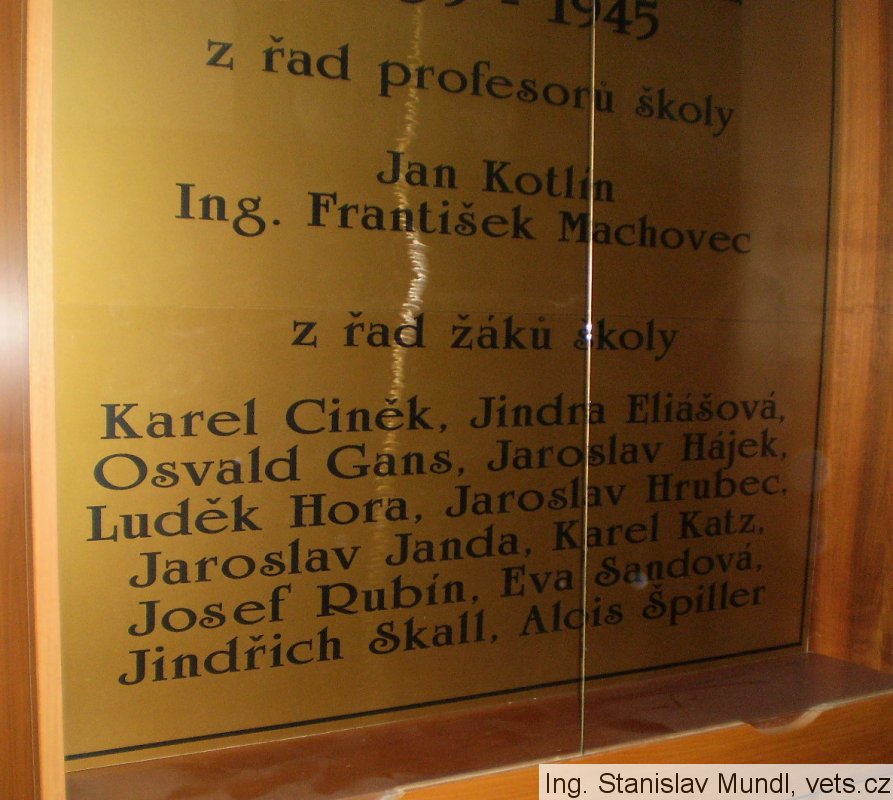 1945
z řad profesorů školy
Jan Kotlín
Ing. František Machovec
z řad žáků školy
Karel Ciněk, Jindra Eliášová,
Osvald Gans, Jaroslav Hájek,
Luděk Hora, Jaroslav Hrubec,
Jaroslav Janda, Karel Katz,
Josef Rubín, Eva Sandová,
Jindřich Skall, Alois Špiller
Ing. Stanislav Mundl, vets.cz